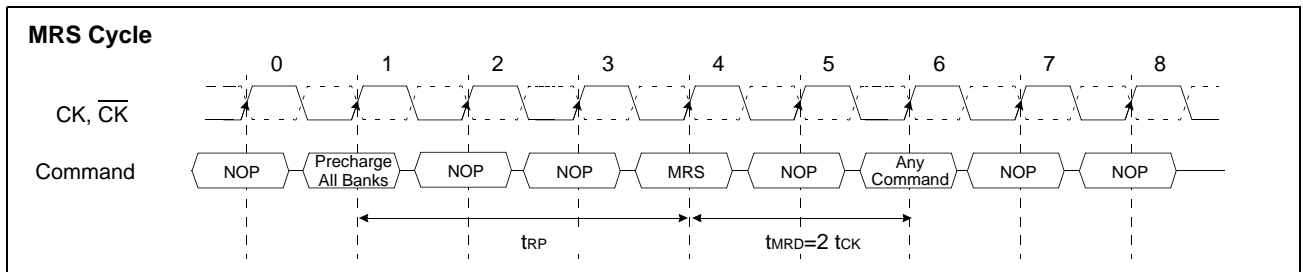 MRS Cycle
0 1 2 3 4 5 6 7 8
CK, C̅K̅
Command
NOP
Precharge
All Banks
NOP
NOP
MRS
NOP
Any
Command
NOP
NOP
tRP
tMRD=2 tCK